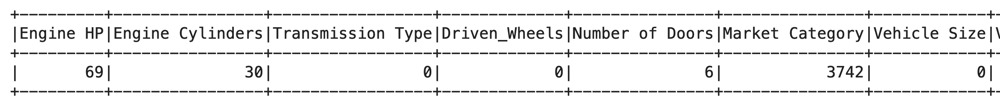 +---------+----------------+-----------------+-------------+---------------+---------------+------------+-
|Engine HP|Engine Cylinders|Transmission Type|Driven_Wheels|Number of Doors|Market Category|Vehicle Size|V
+---------+----------------+-----------------+-------------+---------------+---------------+------------+-
|       69|              30|                0|            0|              6|           3742|           0|
+---------+----------------+-----------------+-------------+---------------+---------------+------------+-